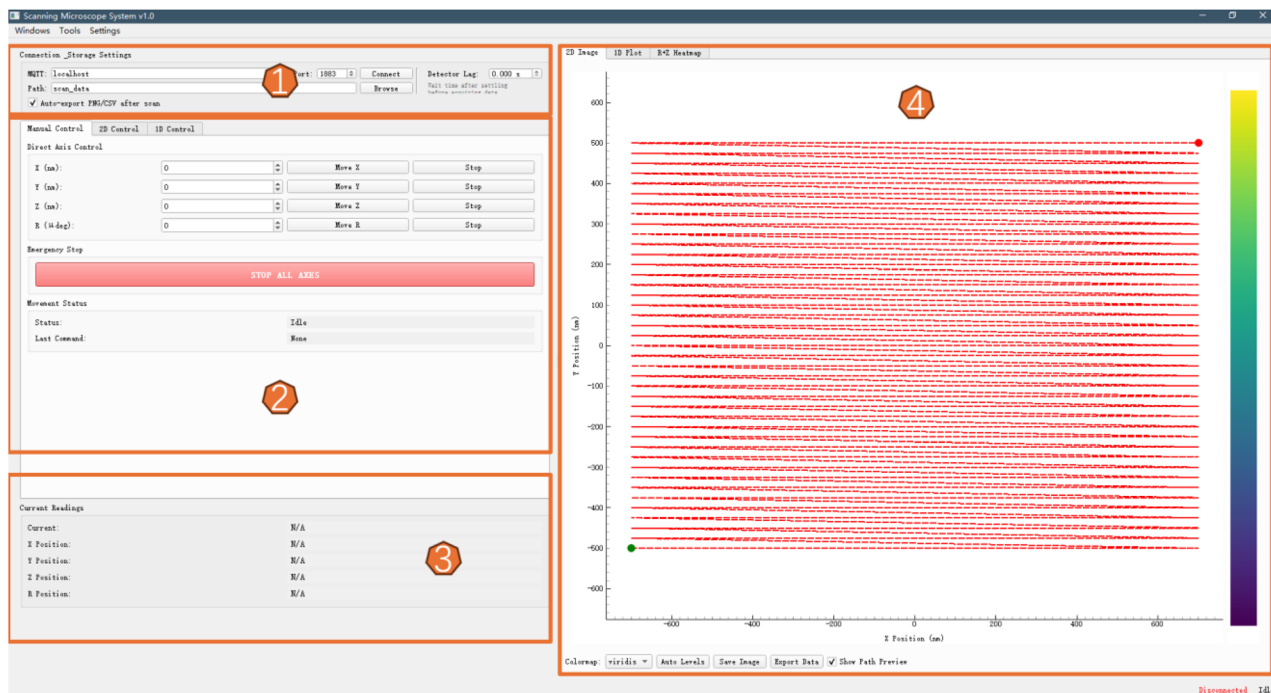 Scanning Microscope System v1.0
Windows Tools Settings
Connection _Storage Settings
MQTT: localhost
Port: 1883 Connect
Detector Lag: 0.000 s
Path: scan_data Browse
Wait time after settling
before acquiring data
Auto-export PNG/CSV after scan
1
Manual Control 2D Control 1D Control
Direct Axis Control
X (nm): 0 Move X Stop
Y (nm): 0 Move Y Stop
Z (nm): 0 Move Z Stop
R (µdeg): 0 Move R Stop
Emergency Stop
STOP ALL AXES
Movement Status
Status: Idle
Last Command: None
2
Current Readings
Current: N/A
X Position: N/A
Y Position: N/A
Z Position: N/A
R Position: N/A
3
2D Image 1D Plot R-Z Heatmap
4
600
500
400
300
200
100
0
-100
-200
-300
-400
-500
-600
Y Position (nm)
-600 -400 -200 0 200 400 600
X Position (nm)
Colormap: viridis Auto Levels Save Image Export Data Show Path Preview
Disconnected Idl